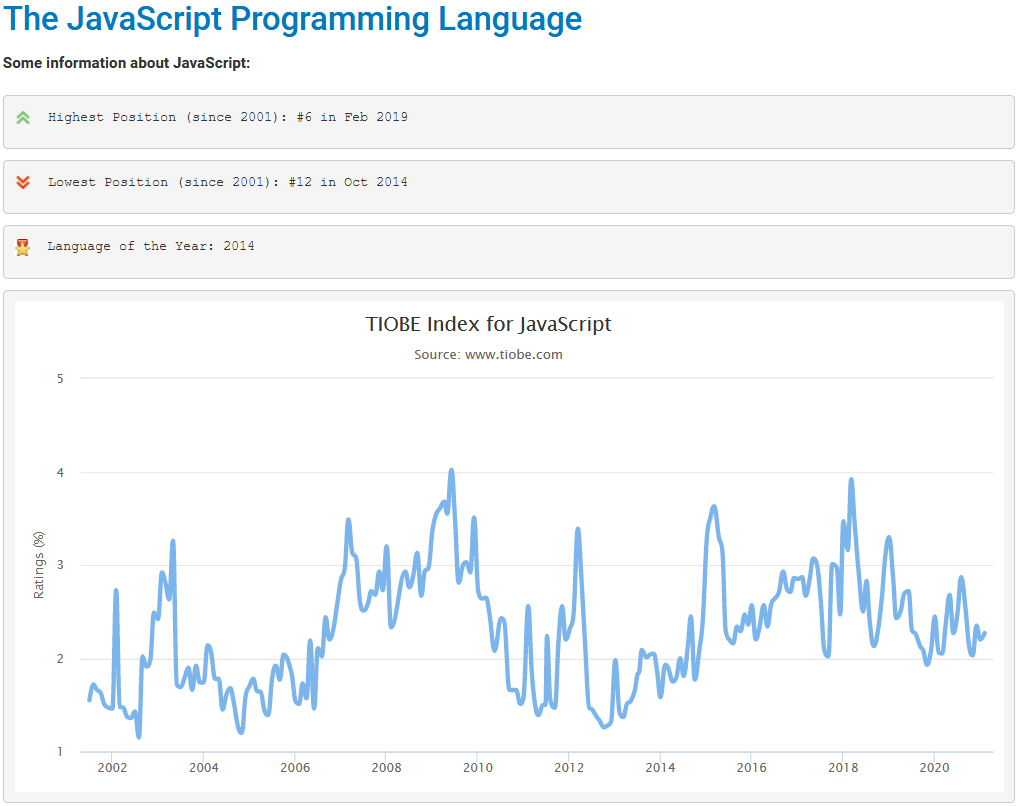 The JavaScript Programming Language
Some information about JavaScript:
Highest Position (since 2001): #6 in Feb 2019
Lowest Position (since 2001): #12 in Oct 2014
Language of the Year: 2014
TIOBE Index for JavaScript
Source: www.tiobe.com
Ratings (%)
5
4
3
2
1
2002 2004 2006 2008 2010 2012 2014 2016 2018 2020